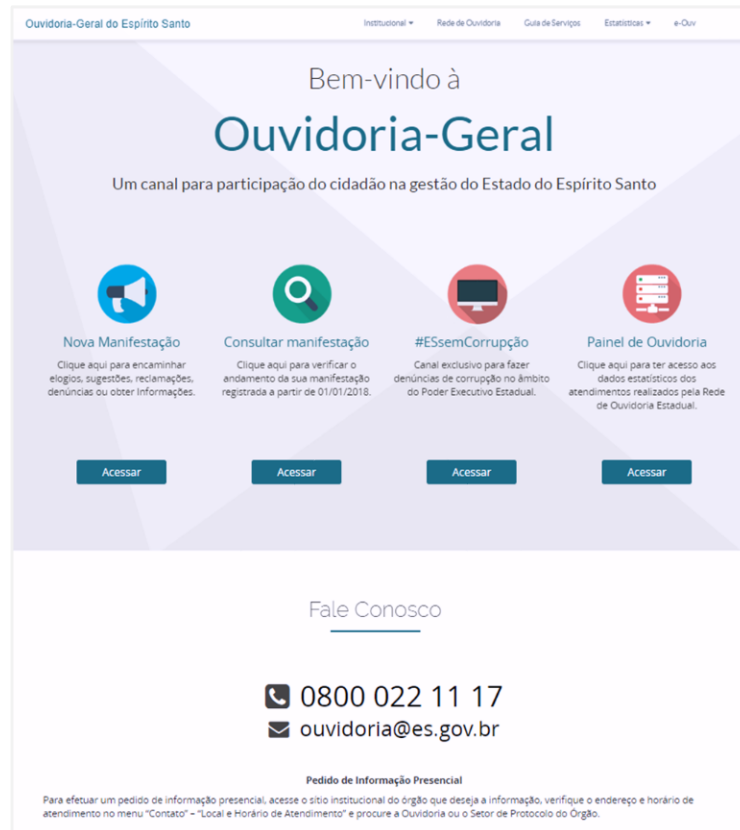 Ouvidoria-Geral do Espírito Santo
Institucional
Rede de Ouvidoria
Guia de Serviços
Estatísticas
e-Ouv
Bem-vindo à
Ouvidoria-Geral
Um canal para participação do cidadão na gestão do Estado do Espírito Santo
Nova Manifestação
Clique aqui para encaminhar
elogios, sugestões, reclamações,
denúncias ou obter Informações.
Acessar
Consultar manifestação
Clique aqui para verificar o
andamento da sua manifestação
registrada a partir de 01/01/2018.
Acessar
#ESsemCorrupção
Canal exclusivo para fazer
denúncias de corrupção no âmbito
do Poder Executivo Estadual.
Acessar
Painel de Ouvidoria
Clique aqui para ter acesso aos
dados estatísticos dos
atendimentos realizados pela Rede
de Ouvidoria Estadual.
Acessar
Fale Conosco
0800 022 11 17
ouvidoria@es.gov.br
Pedido de Informação Presencial
Para efetuar um pedido de informação presencial, acesse o sítio institucional do órgão que deseja a informação, verifique o endereço e horário de
atendimento no menu “Contato” – “Local e Horário de Atendimento” e procure a Ouvidoria ou o Setor de Protocolo do Órgão.